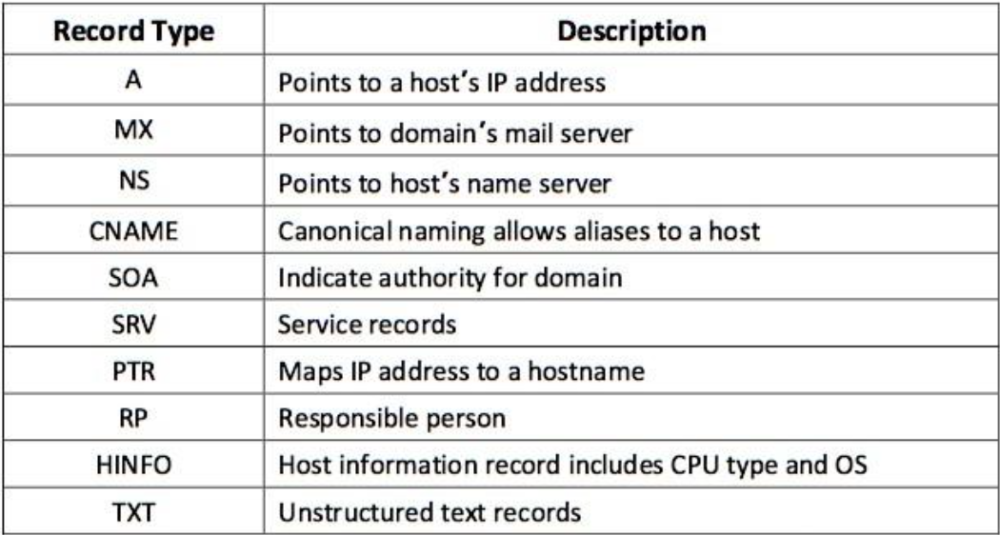 Record Type Description
A Points to a host's IP address
MX Points to domain's mail server
NS Points to host's name server
CNAME Canonical naming allows aliases to a host
SOA Indicate authority for domain
SRV Service records
PTR Maps IP address to a hostname
RP Responsible person
HINFO Host information record includes CPU type and OS
TXT Unstructured text records